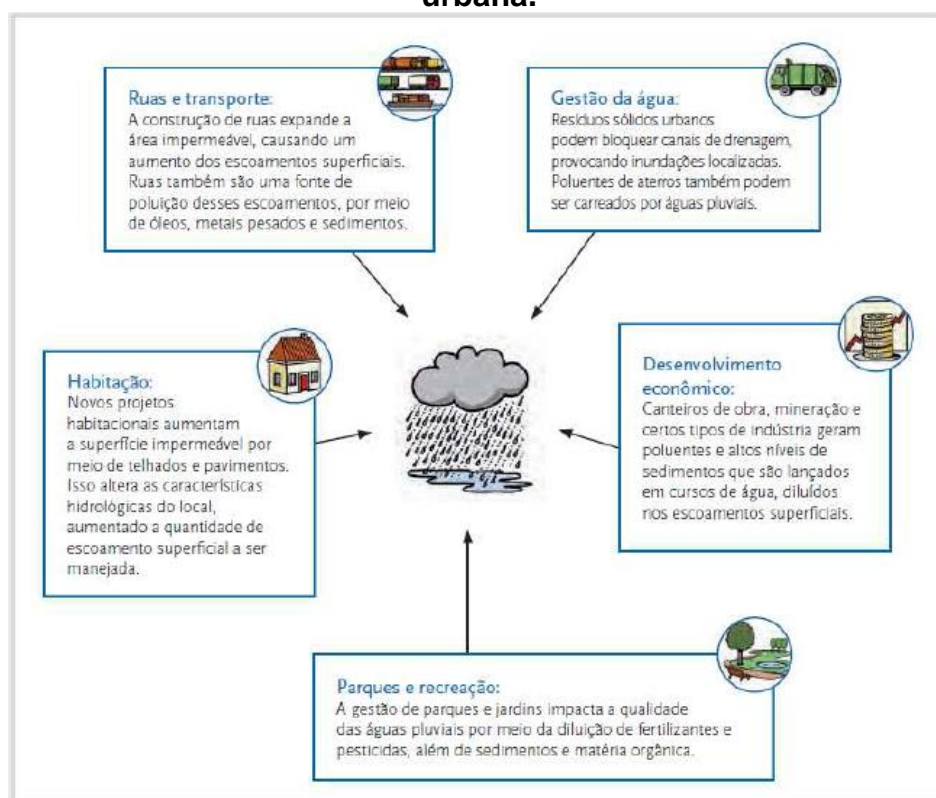 urbana.
Ruas e transporte:
A construção de ruas expande a
área impermeável, causando um
aumento dos escoamentos superficiais.
Ruas também são uma fonte de
poluição desses escoamentos, por meio
de óleos, metais pesados e sedimentos.
Gestão da água:
Resíduos sólidos urbanos
podem bloquear canais de drenagem,
provocando inundações localizadas.
Poluentes de aterros também podem
ser carreados por águas pluviais.
Habitação:
Novos projetos
habitacionais aumentam
a superfície impermeável por
meio de telhados e pavimentos.
Isso altera as características
hidrológicas do local,
aumentado a quantidade de
escoamento superficial a ser
manejada.
Desenvolvimento
econômico:
Canteiros de obra, mineração e
certos tipos de indústria geram
poluentes e altos níveis de
sedimentos que são lançados
em cursos de água, diluídos
nos escoamentos superficiais.
Parques e recreação:
A gestão de parques e jardins impacta a qualidade
das águas pluviais por meio da diluição de fertilizantes e
pesticidas, além de sedimentos e matéria orgânica.